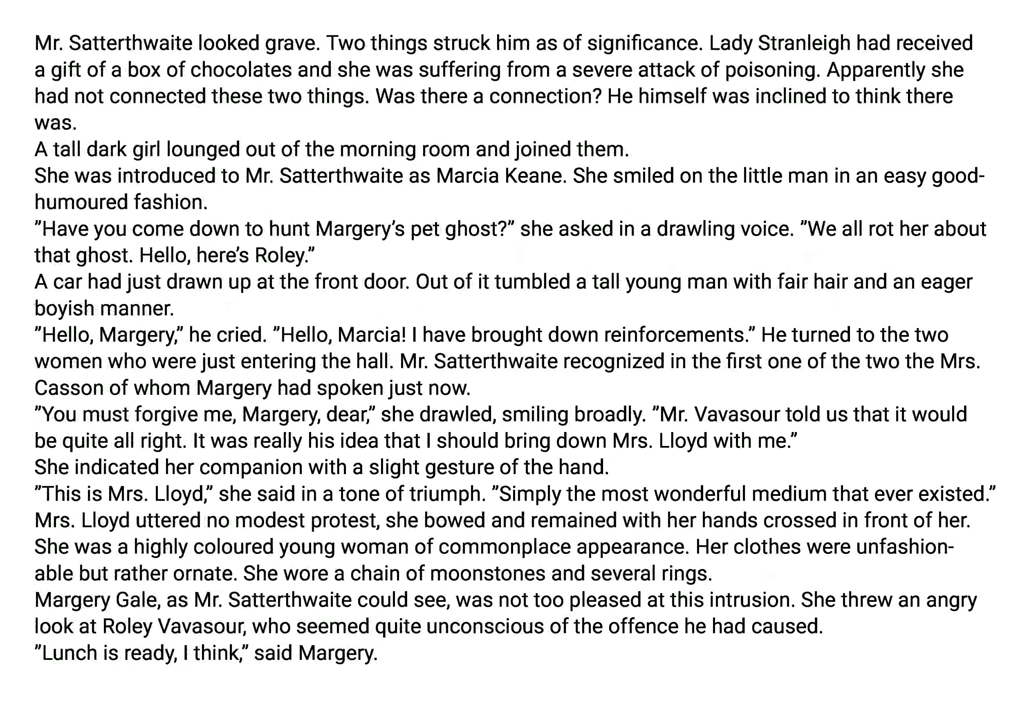 Mr. Satterthwaite looked grave. Two things struck him as of significance. Lady Stranleigh had received
a gift of a box of chocolates and she was suffering from a severe attack of poisoning. Apparently she
had not connected these two things. Was there a connection? He himself was inclined to think there
was.
A tall dark girl lounged out of the morning room and joined them.
She was introduced to Mr. Satterthwaite as Marcia Keane. She smiled on the little man in an easy good-
humoured fashion.
”Have you come down to hunt Margery’s pet ghost?” she asked in a drawling voice. ”We all rot her about
that ghost. Hello, here’s Roley.”
A car had just drawn up at the front door. Out of it tumbled a tall young man with fair hair and an eager
boyish manner.
”Hello, Margery,” he cried. ”Hello, Marcia! I have brought down reinforcements.” He turned to the two
women who were just entering the hall. Mr. Satterthwaite recognized in the first one of the two the Mrs.
Casson of whom Margery had spoken just now.
”You must forgive me, Margery, dear,” she drawled, smiling broadly. ”Mr. Vavasour told us that it would
be quite all right. It was really his idea that I should bring down Mrs. Lloyd with me.”
She indicated her companion with a slight gesture of the hand.
”This is Mrs. Lloyd,” she said in a tone of triumph. ”Simply the most wonderful medium that ever existed.”
Mrs. Lloyd uttered no modest protest, she bowed and remained with her hands crossed in front of her.
She was a highly coloured young woman of commonplace appearance. Her clothes were unfashion-
able but rather ornate. She wore a chain of moonstones and several rings.
Margery Gale, as Mr. Satterthwaite could see, was not too pleased at this intrusion. She threw an angry
look at Roley Vavasour, who seemed quite unconscious of the offence he had caused.
”Lunch is ready, I think,” said Margery.